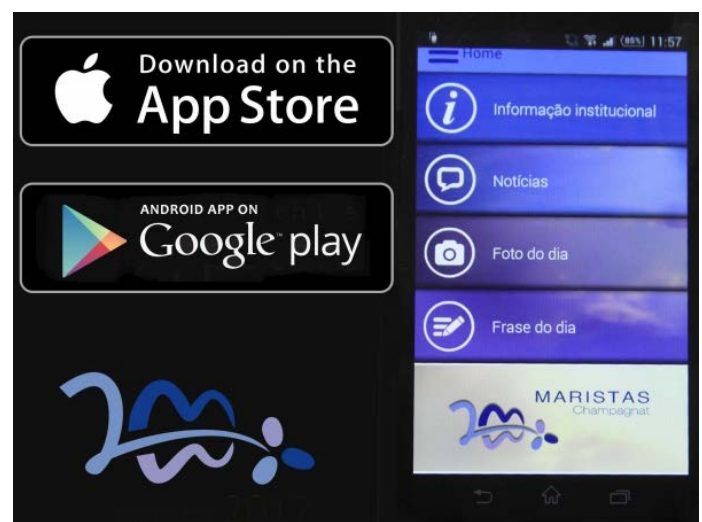 Download on the
App Store
ANDROID APP ON
Google play
86% 11:57
Home
Informação institucional
Notícias
Foto do dia
Frase do dia
MARISTAS
Champagnat